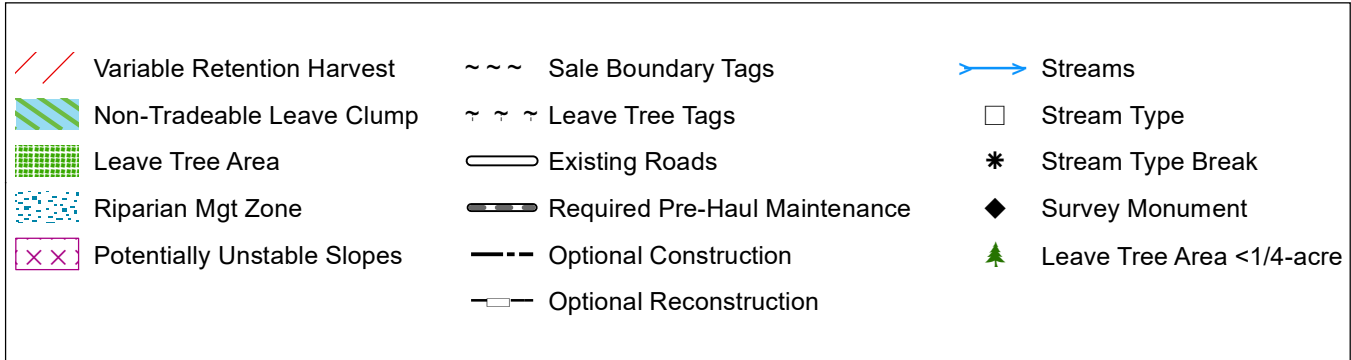 Variable Retention Harvest
Non-Tradeable Leave Clump
Leave Tree Area
Riparian Mgt Zone
Potentially Unstable Slopes
Sale Boundary Tags
Leave Tree Tags
Existing Roads
Required Pre-Haul Maintenance
Optional Construction
Optional Reconstruction
Streams
Stream Type
Stream Type Break
Survey Monument
Leave Tree Area <1/4-acre